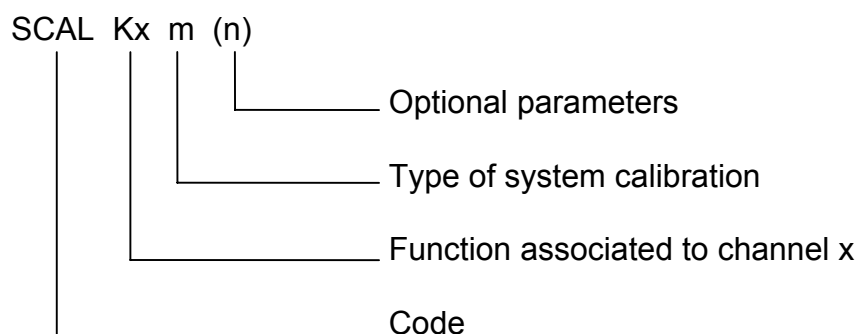 SCAL Kx m (n)
Optional parameters
Type of system calibration
Function associated to channel x
Code